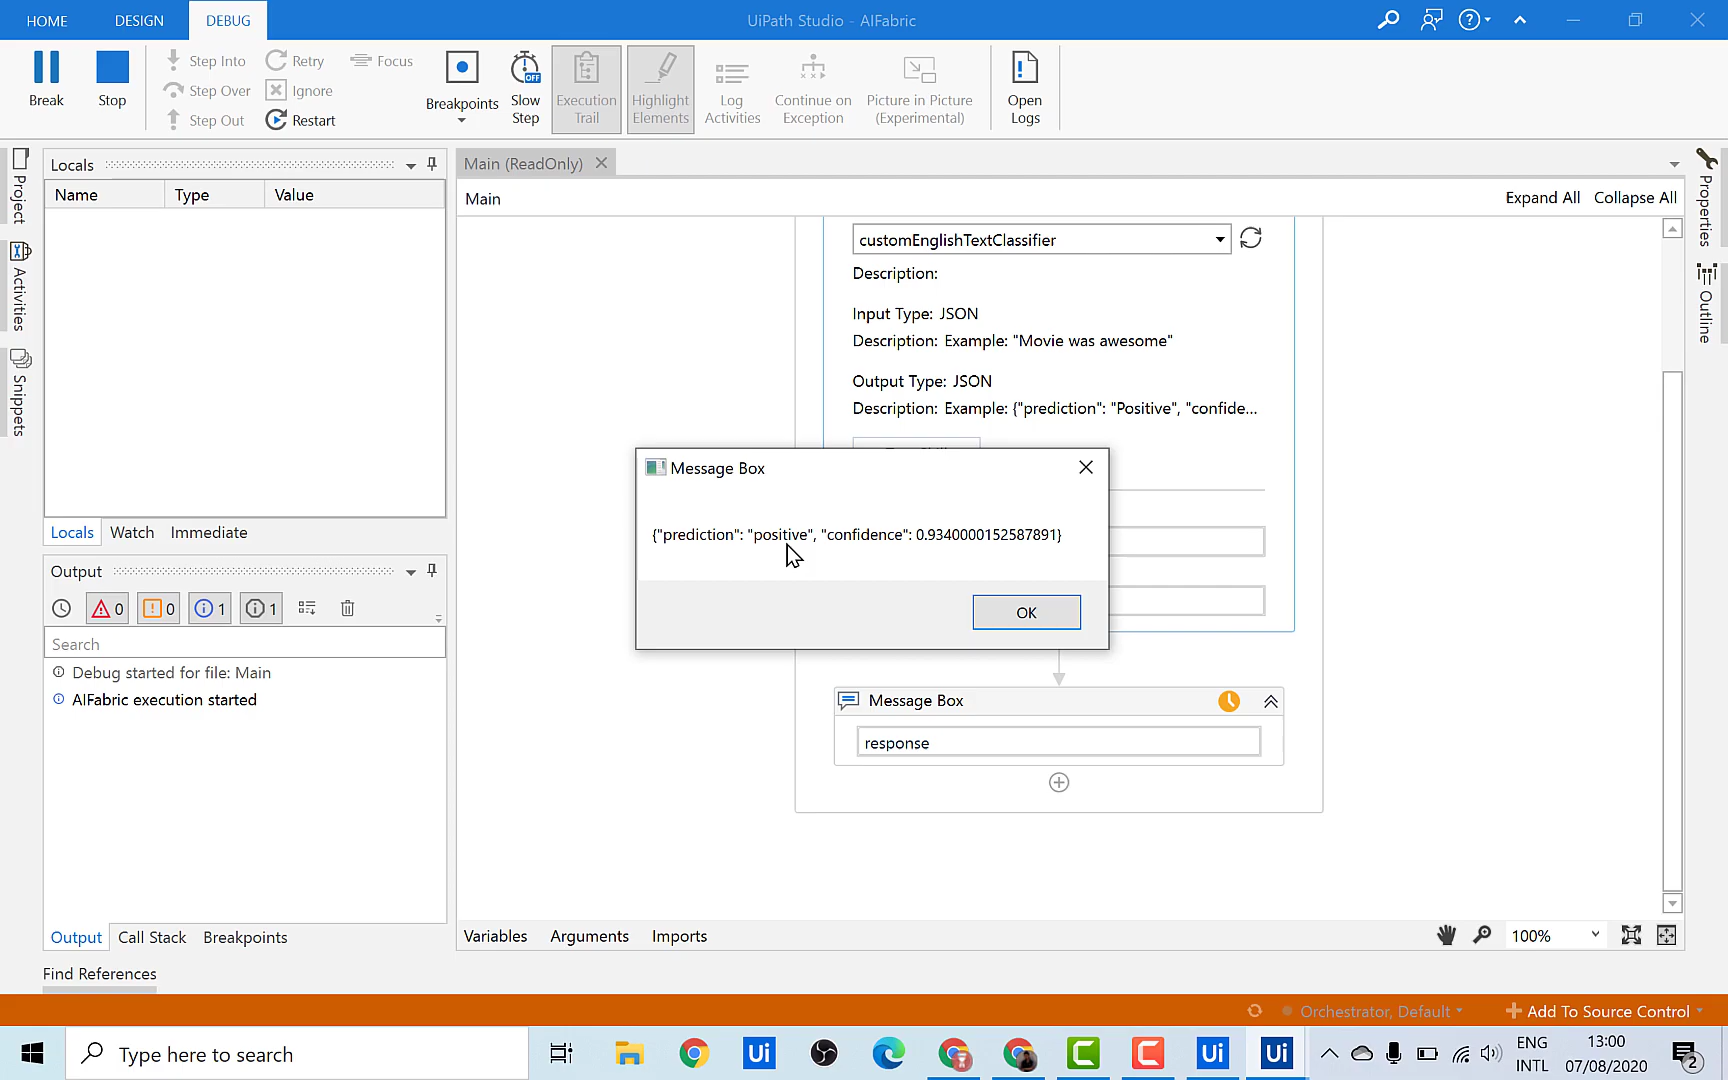 HOME DESIGN DEBUG UiPath Studio - AIFabric
Break
Stop
Step Into
Step Over
Step Out
Retry
Ignore
Restart
Focus
Breakpoints
Slow
Step
OFF
Execution
Trail
Highlight
Elements
Log
Activities
Continue on
Exception
Picture in Picture
(Experimental)
Open
Logs
Project
Activities
Snippets
Locals
Name Type Value
Locals Watch Immediate
Output
0 0 1 1
Search
Debug started for file: Main
AIFabric execution started
Output Call Stack Breakpoints
Find References
Main (ReadOnly)
Main Expand All Collapse All
customEnglishTextClassifier
Description:
Input Type: JSON
Description: Example: "Movie was awesome"
Output Type: JSON
Description: Example: {"prediction": "Positive", "confide...
Message Box
{"prediction": "positive", "confidence": 0.9340000152587891}
OK
Message Box
response
Variables Arguments Imports 100%
Properties
Outline
Orchestrator, Default Add To Source Control
Type here to search
Ui
Ui
Ui
ENG
INTL
13:00
07/08/2020
2